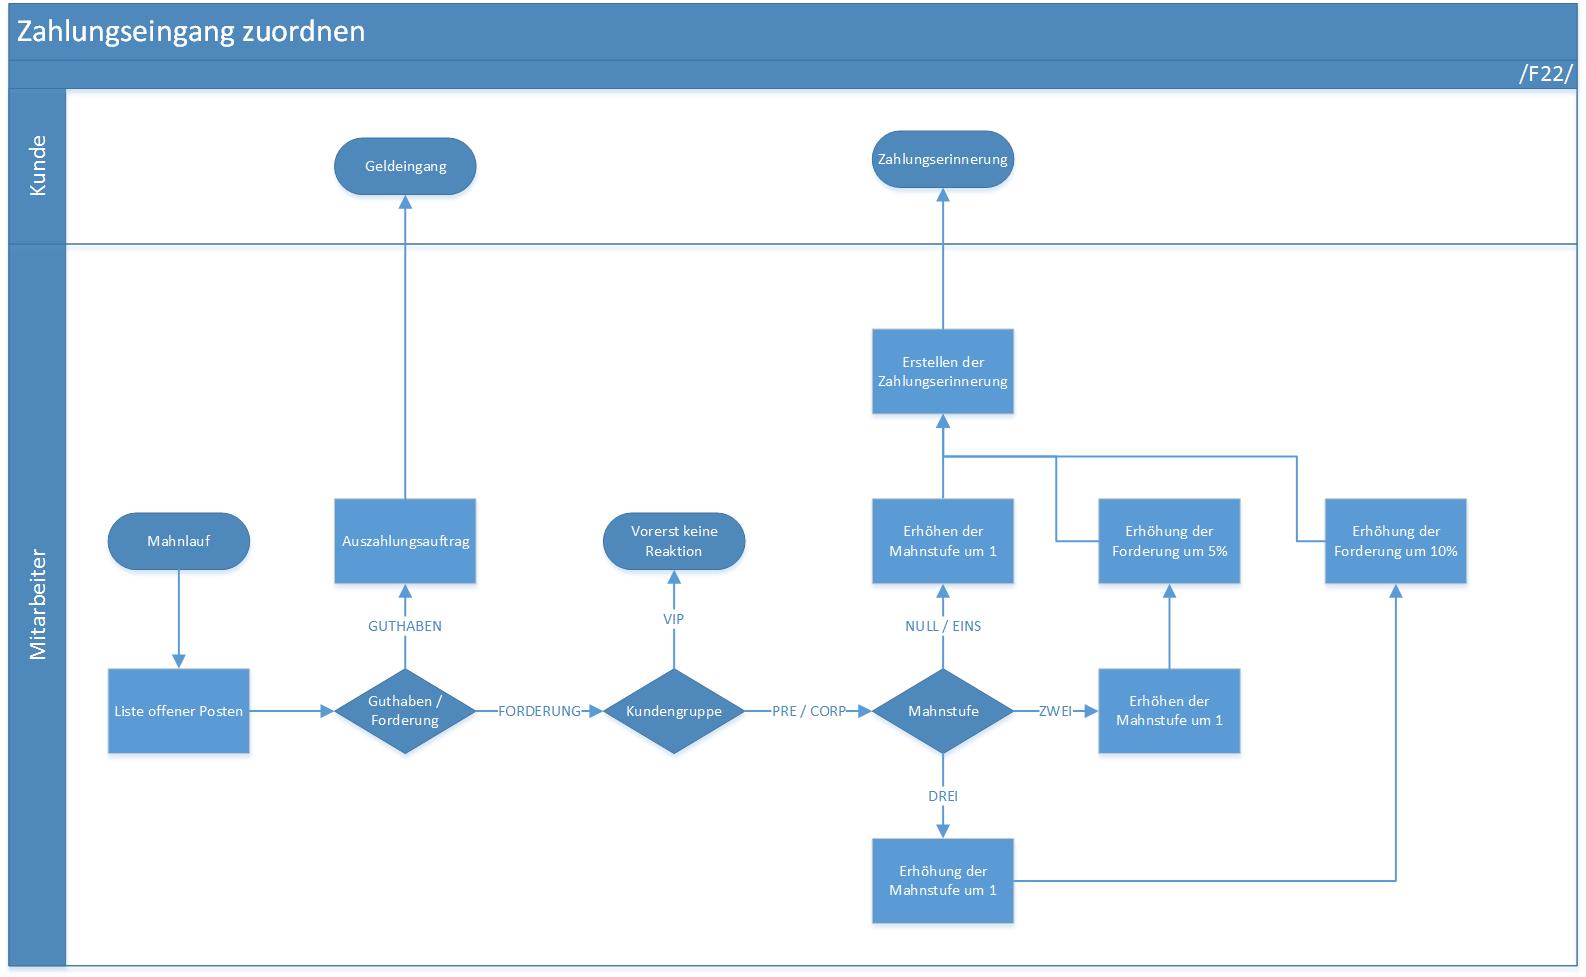 Zahlungseingang zuordnen
/F22/
Kunde
Geldeingang
Zahlungserinnerung
Mitarbeiter
Erstellen der
Zahlungserinnerung
Mahnlauf
Auszahlungsauftrag
Vorerst keine
Reaktion
Erhöhen der
Mahnstufe um 1
Erhöhung der
Forderung um 5%
Erhöhung der
Forderung um 10%
GUTHABEN
VIP
NULL / EINS
Liste offener Posten
Guthaben /
Forderung
FORDERUNG
Kundengruppe
PRE / CORP
Mahnstufe
ZWEI
Erhöhen der
Mahnstufe um 1
DREI
Erhöhung der
Mahnstufe um 1